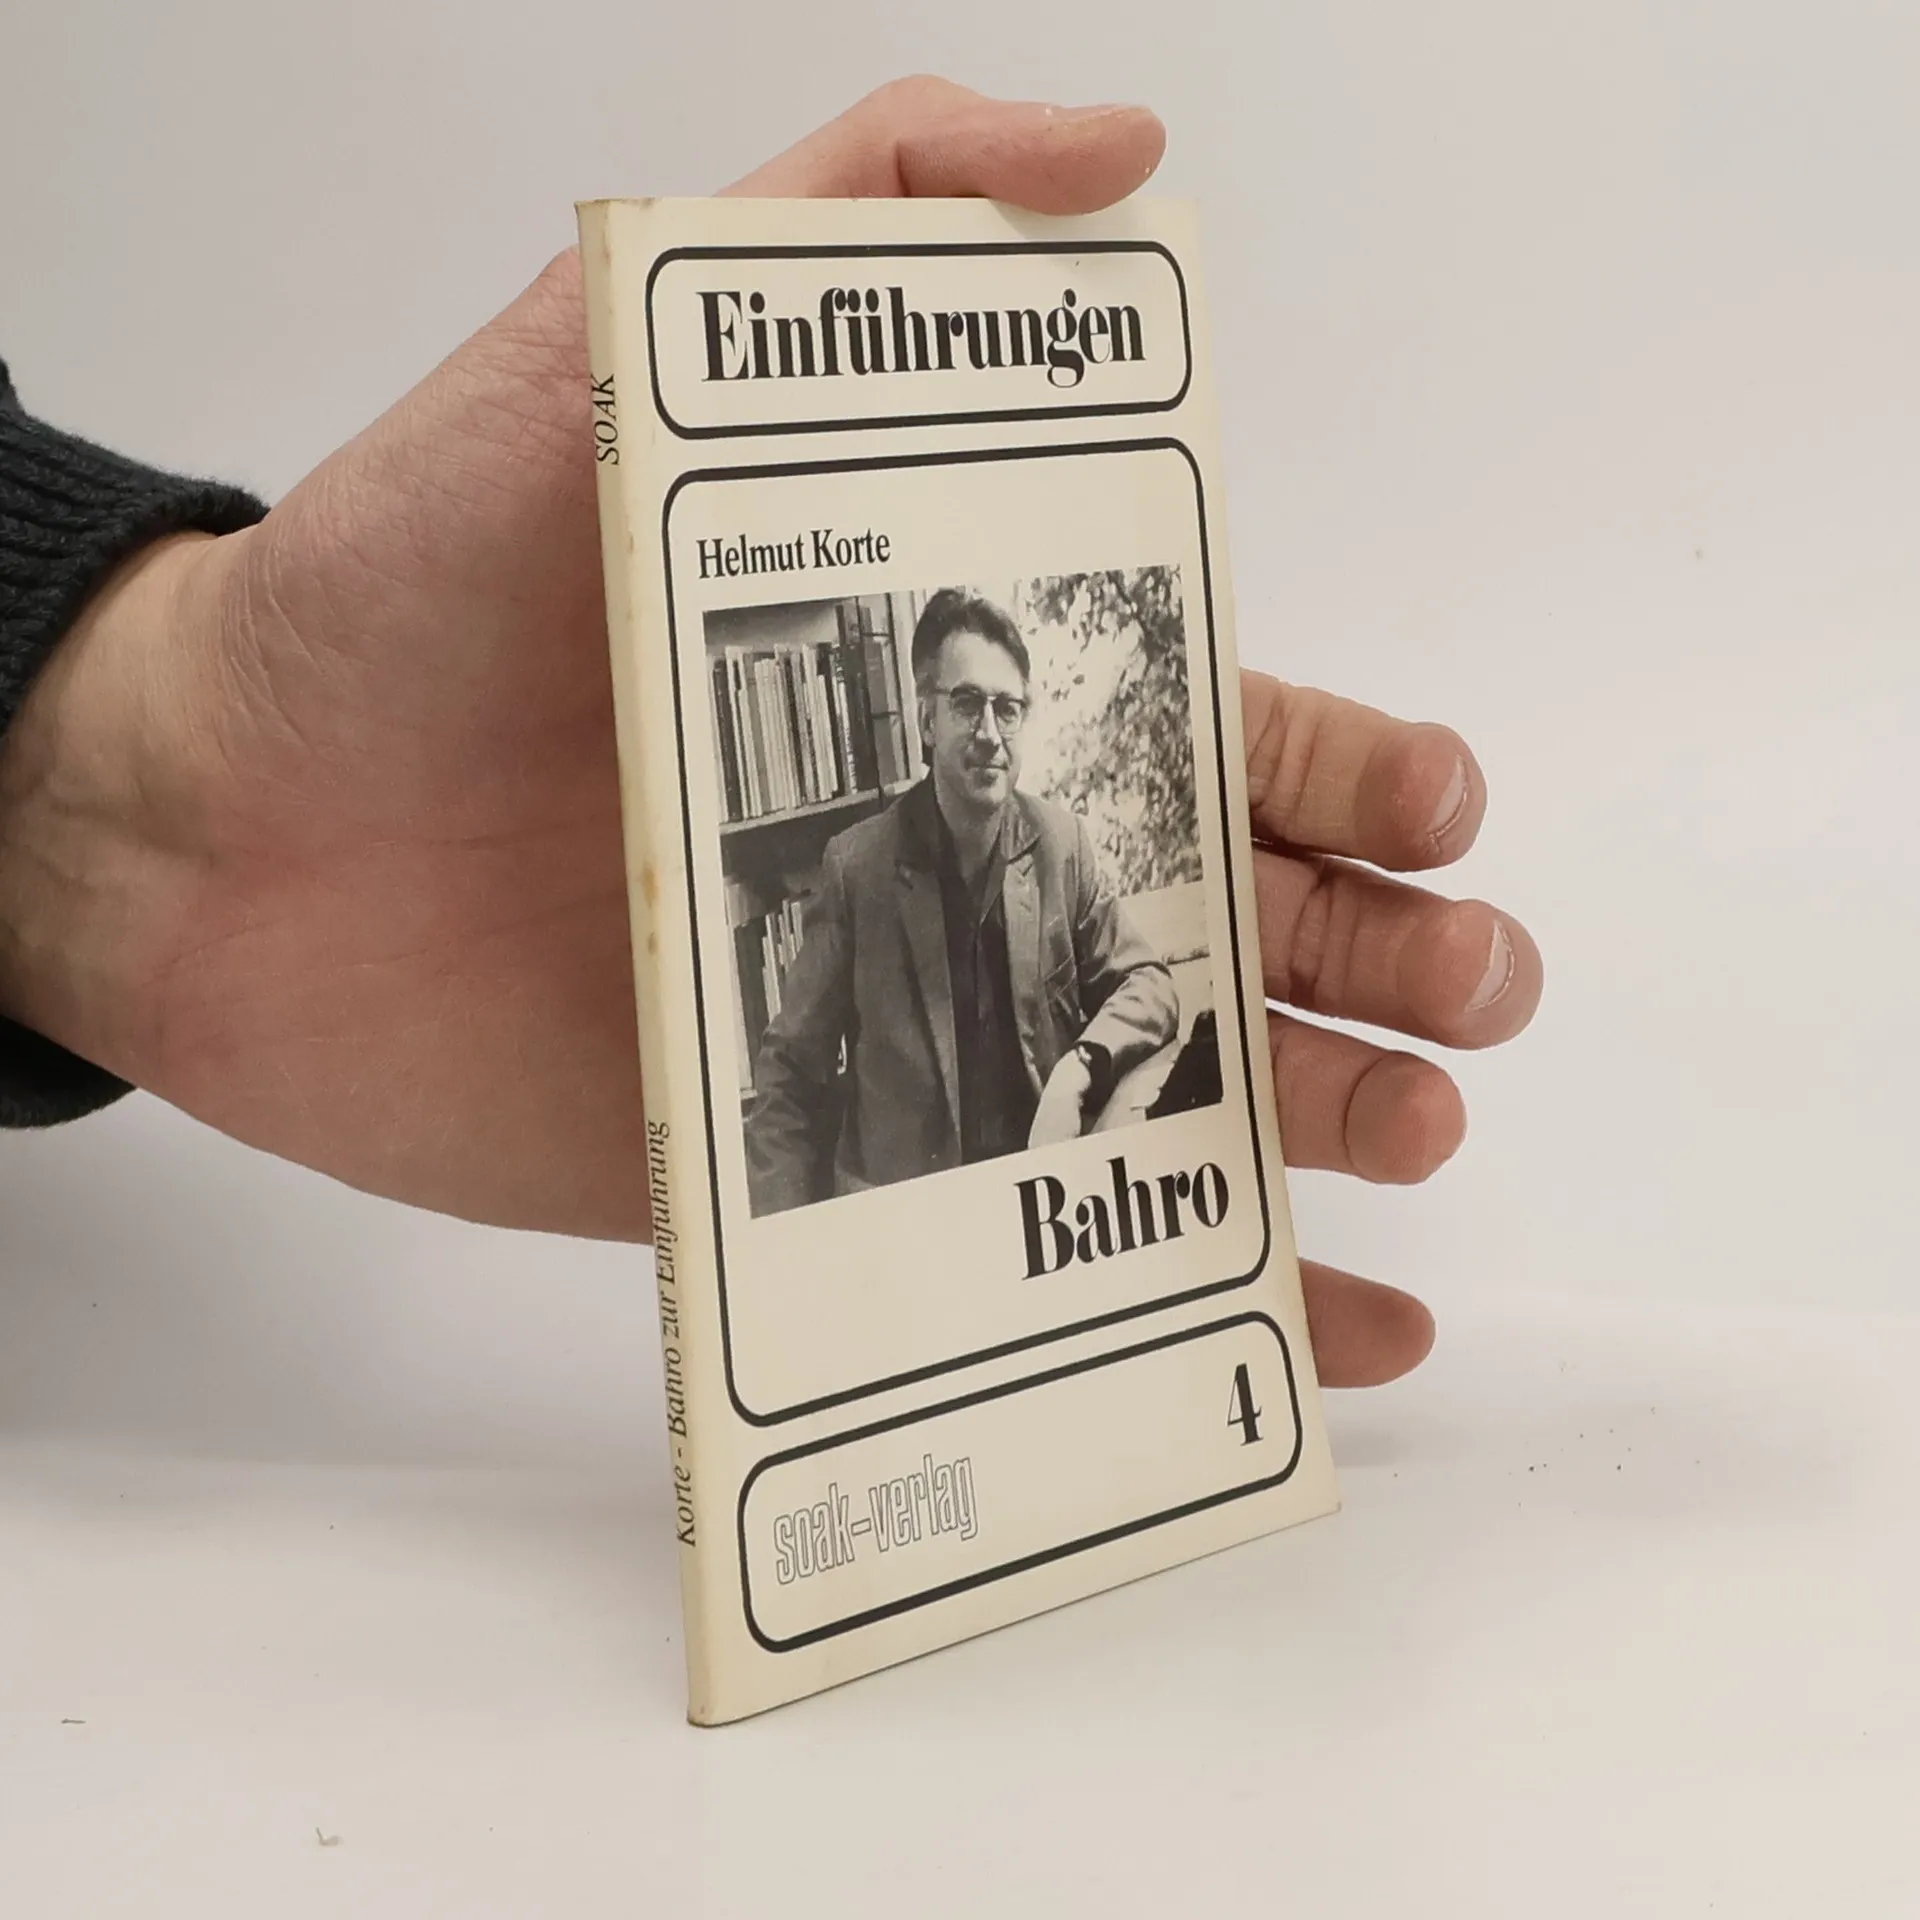 Einführungen
Helmut Korte
Bahro
4
soak-verlag
SOAK
Korte - Bahro zur Einführung